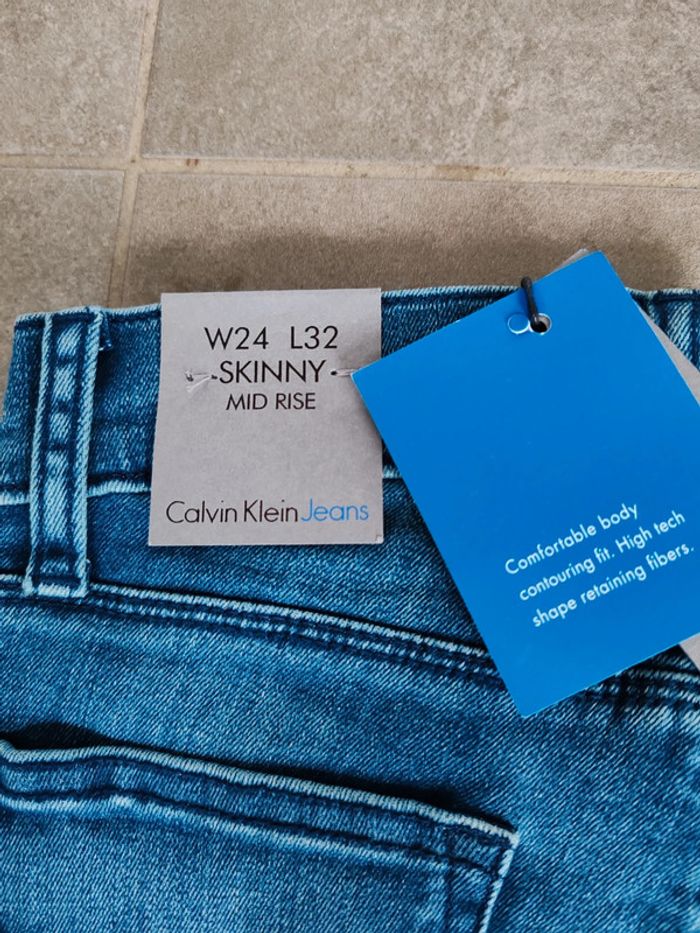 W24 L32
SKINNY
MID RISE
Calvin Klein Jeans
Comfortable body
contouring fit. High tech
shape retaining fibers.